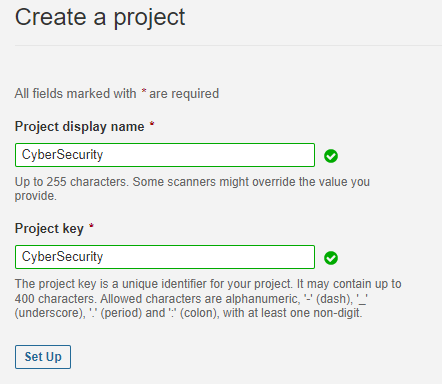 Create a project
All fields marked with * are required
Project display name *
CyberSecurity
Up to 255 characters. Some scanners might override the value you
provide.
Project key *
CyberSecurity
The project key is a unique identifier for your project. It may contain up to
400 characters. Allowed characters are alphanumeric, '-' (dash), '_'
(underscore), '.' (period) and ':' (colon), with at least one non-digit.
Set Up